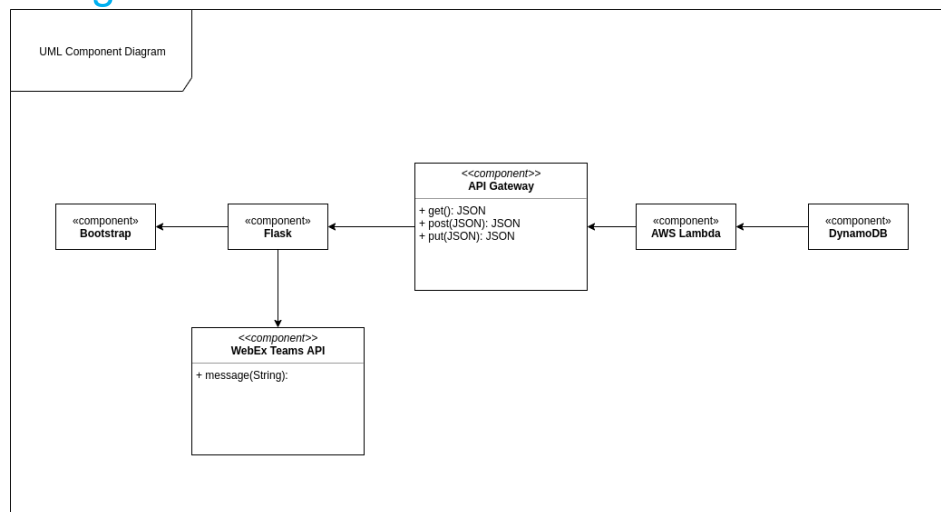 UML Component Diagram
<<component>>
API Gateway
+ get(): JSON
+ post(JSON): JSON
+ put(JSON): JSON
«component»
Bootstrap
«component»
Flask
«component»
AWS Lambda
«component»
DynamoDB
<<component>>
WebEx Teams API
+ message(String):